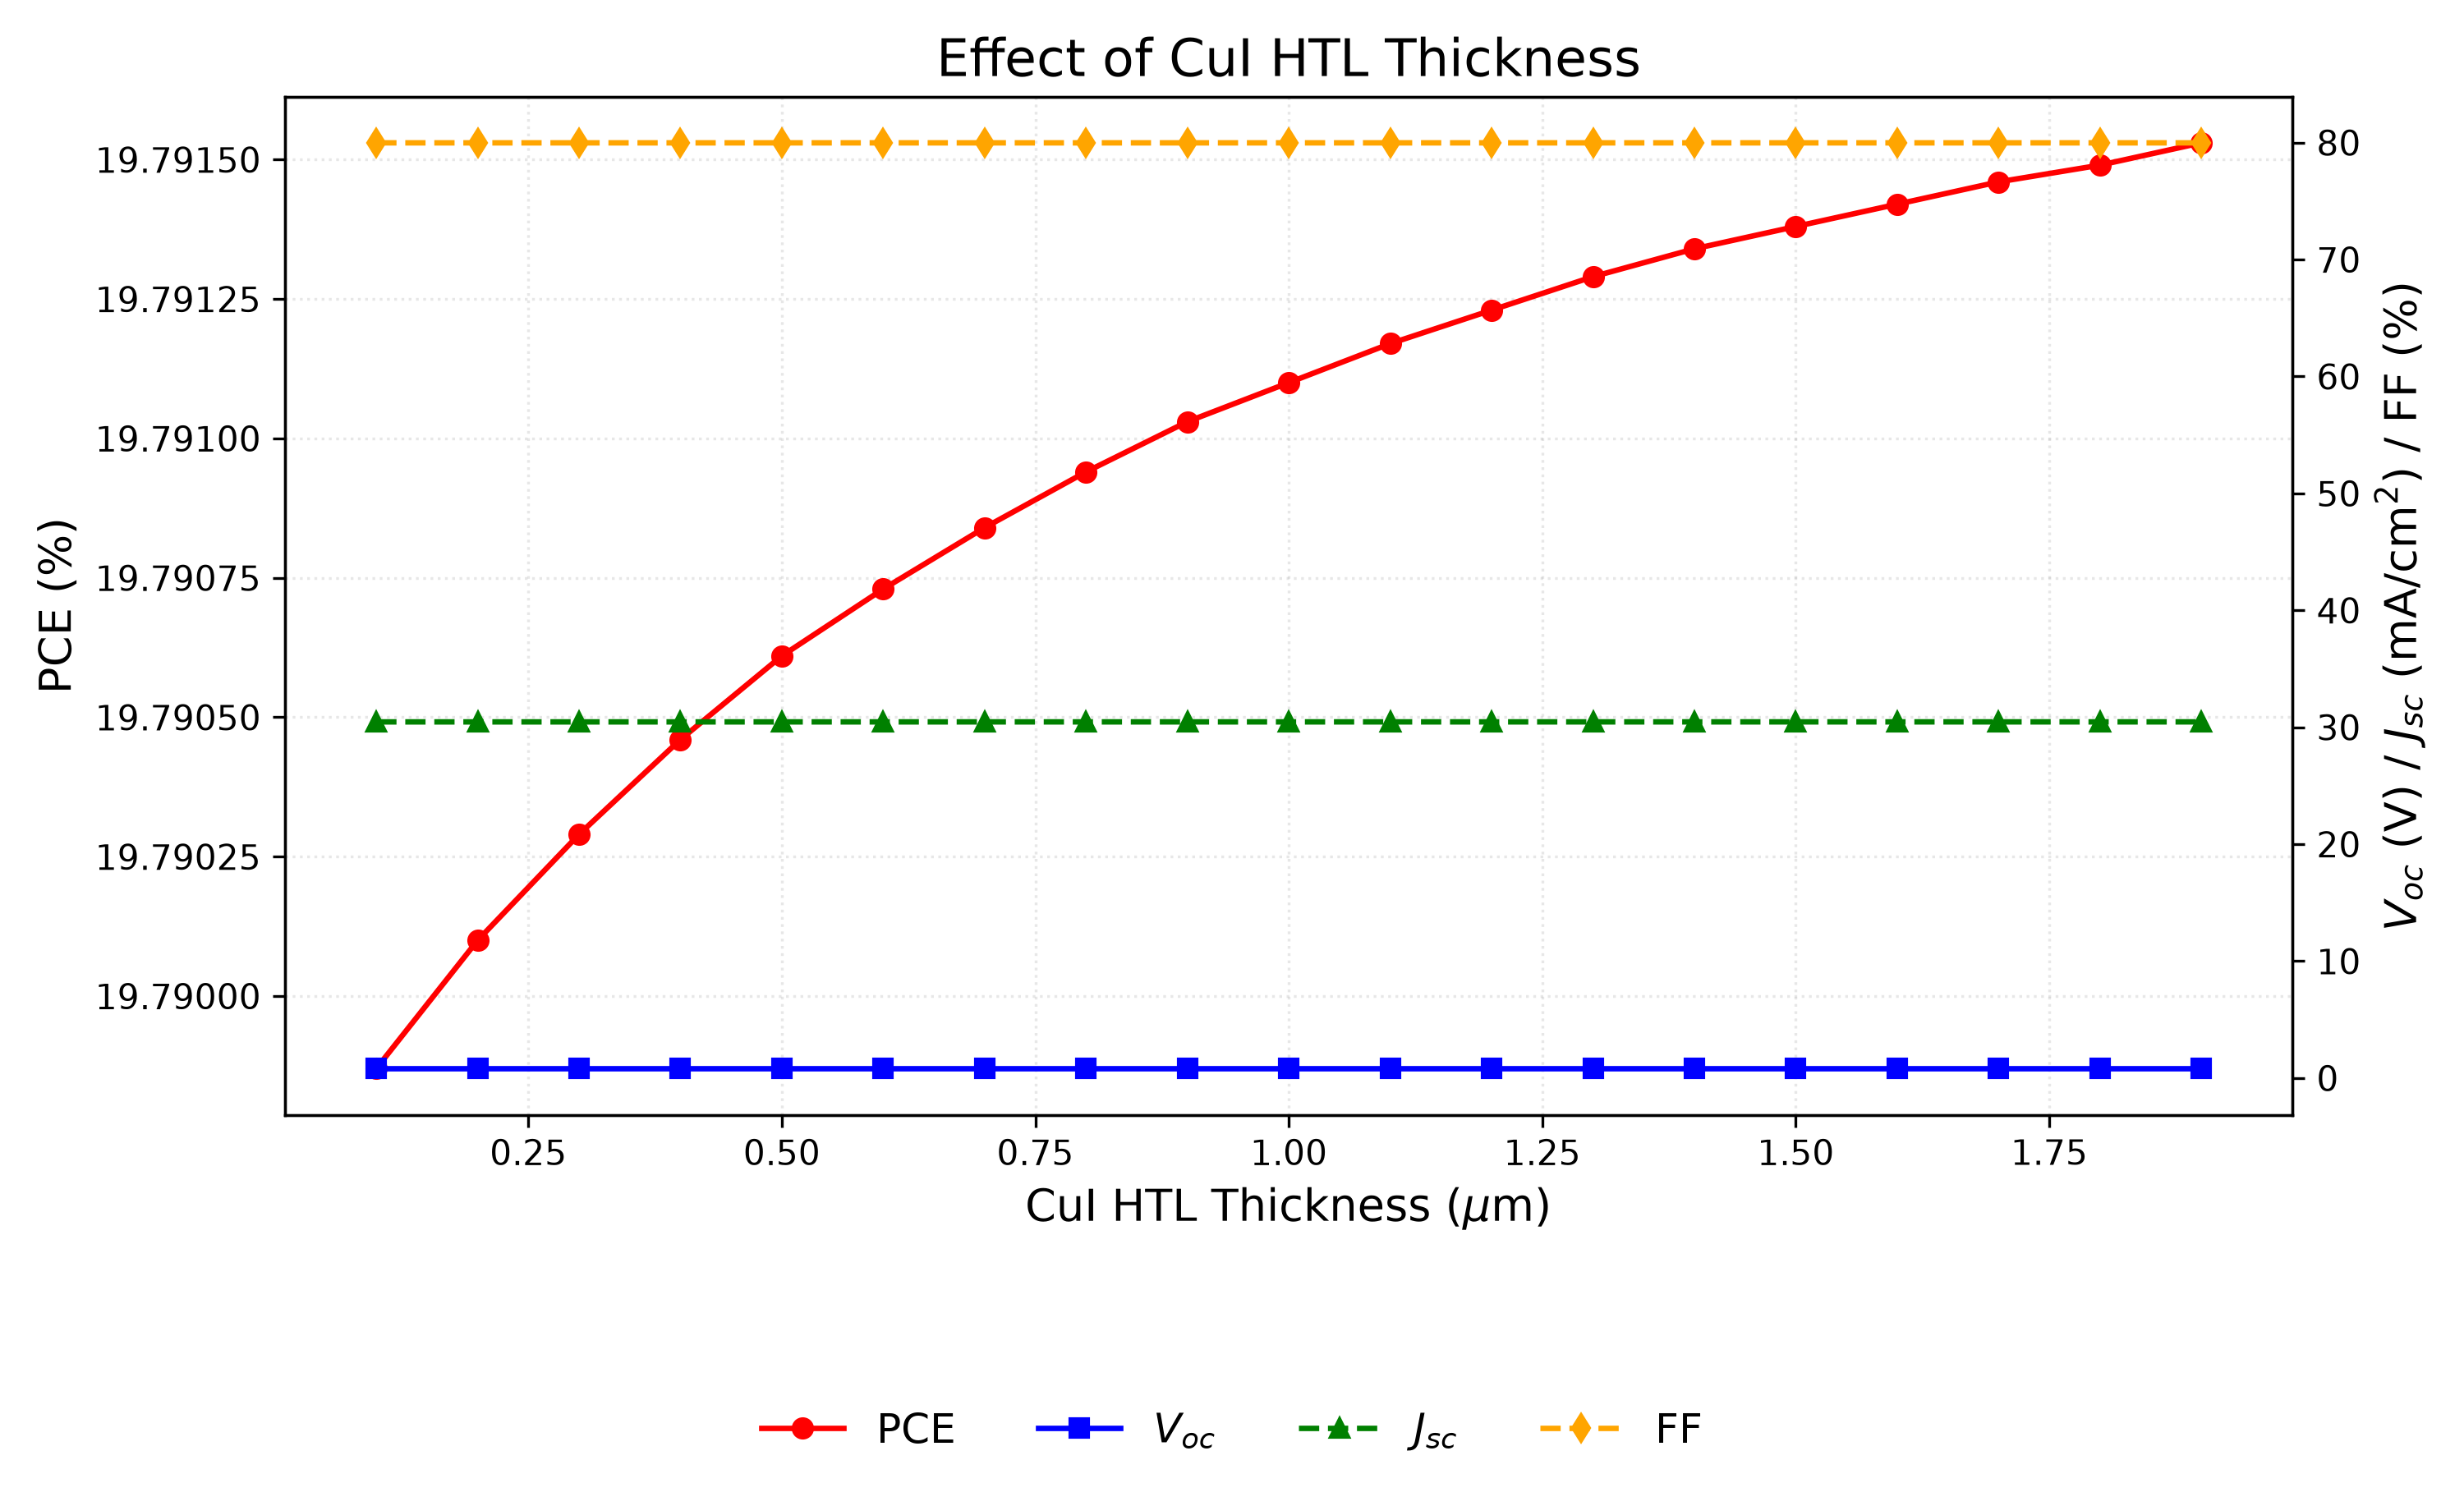 Effect of CuI HTL Thickness
PCE (%)
19.79150
19.79125
19.79100
19.79075
19.79050
19.79025
19.79000
80
70
60
50
40
30
20
10
0
V_oc (V) / J_sc (mA/cm²) / FF (%)
0.25 0.50 0.75 1.00 1.25 1.50 1.75
CuI HTL Thickness (μm)
PCE V_oc J_sc FF